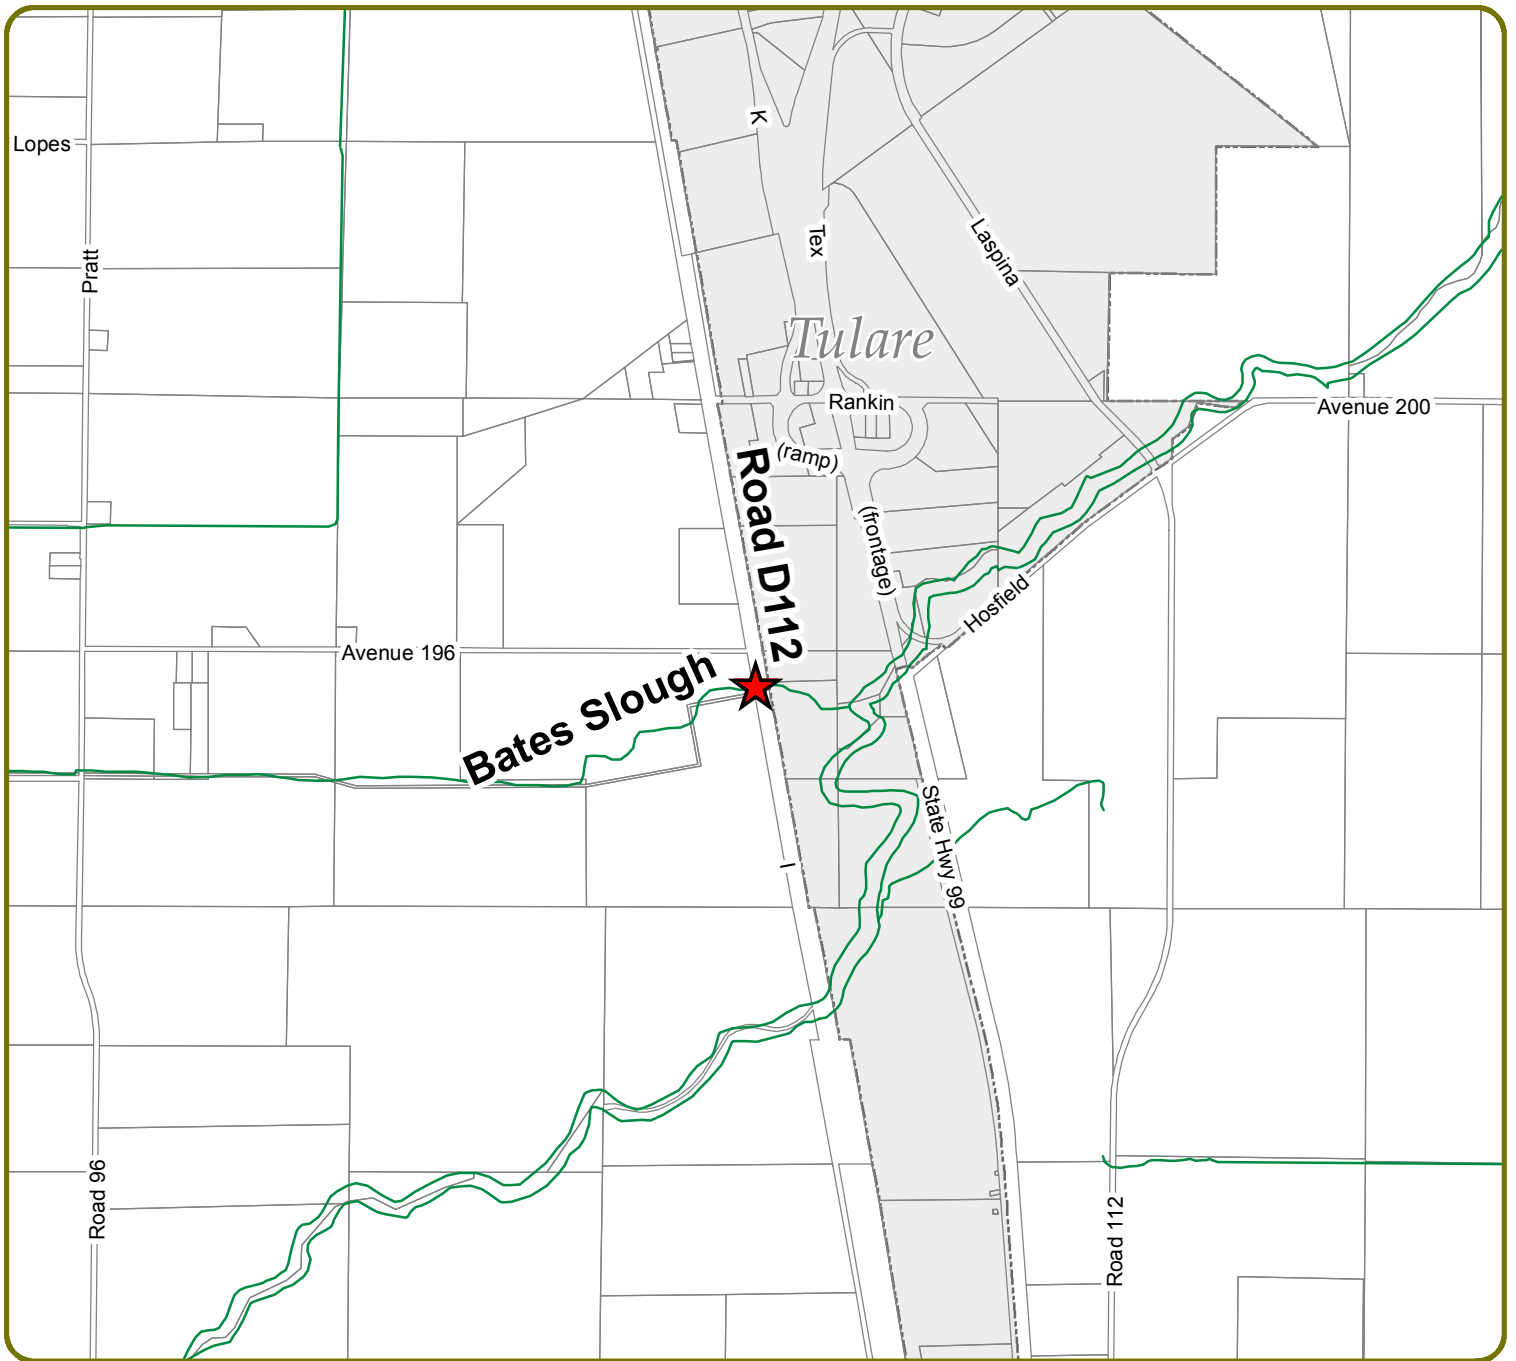 K
Lopes
Pratt
Tex
Laspina
Tulare
Rankin
Avenue 200
(ramp)
Road D112
(frontage)
Hosfield
Avenue 196
Bates Slough
State Hwy 99
I
Road 96
Road 112